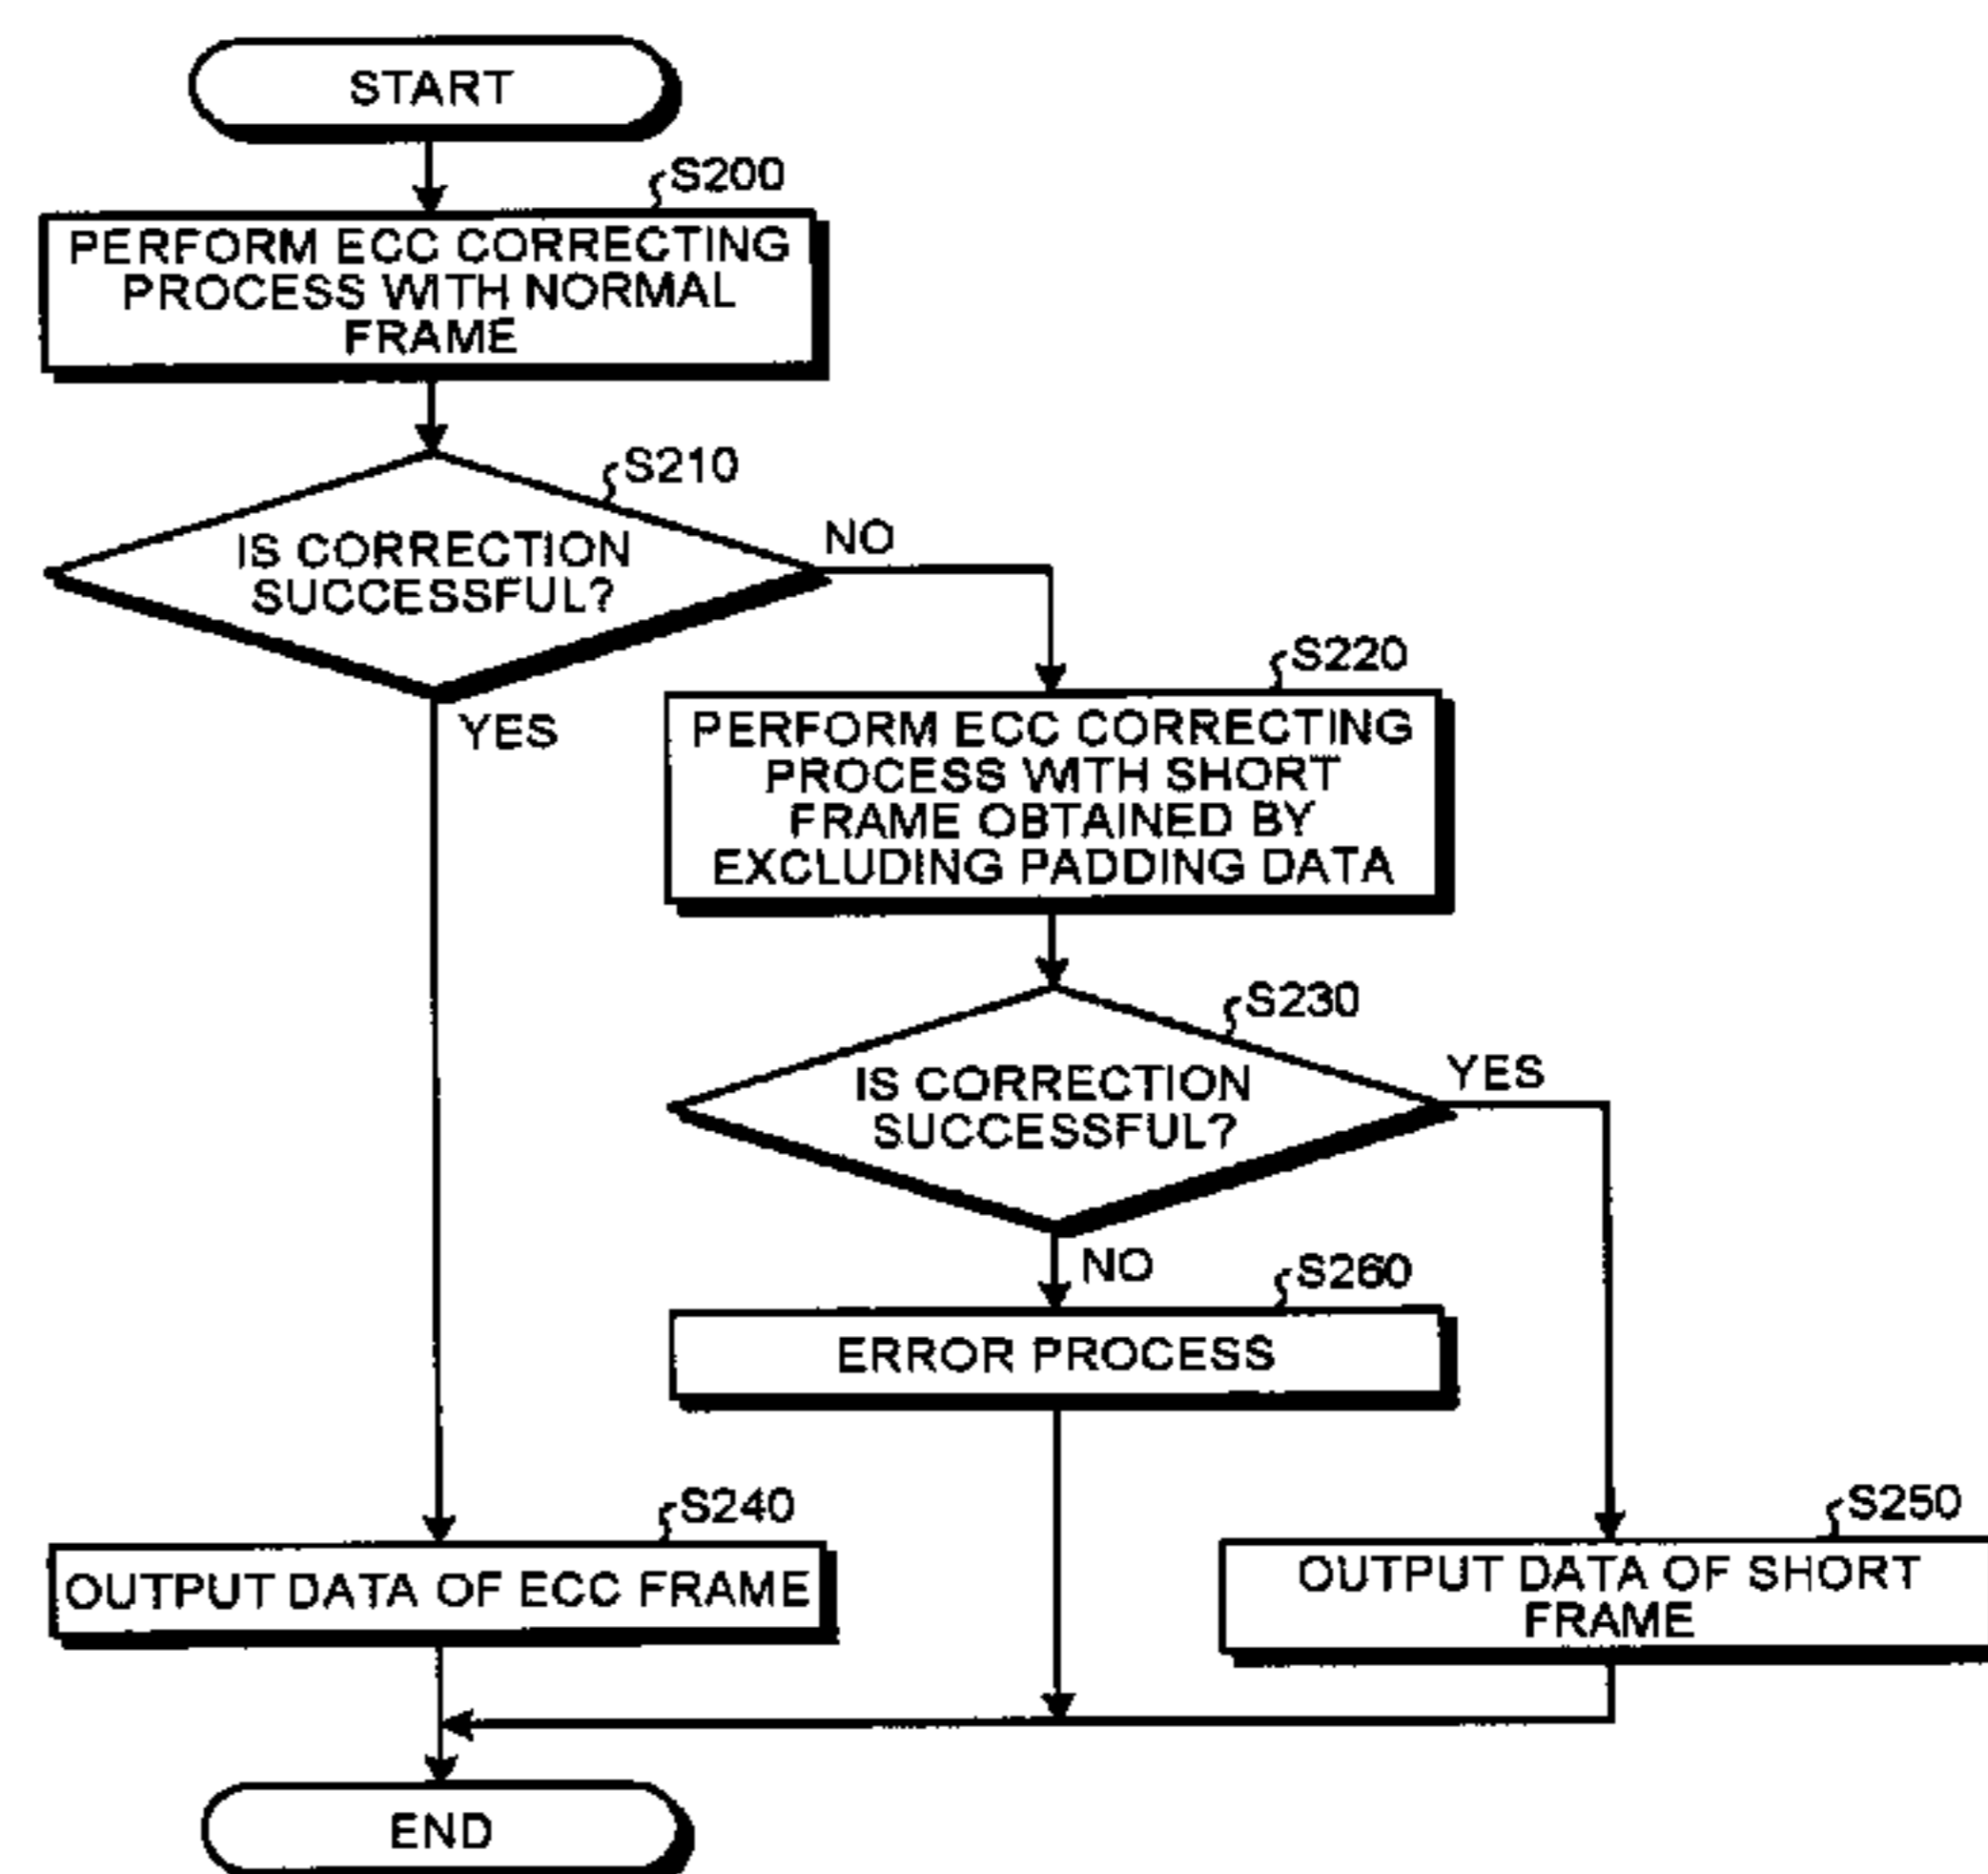 START
S200
PERFORM ECC CORRECTING
PROCESS WITH NORMAL
FRAME
S210
IS CORRECTION
SUCCESSFUL?
NO
YES
S220
PERFORM ECC CORRECTING
PROCESS WITH SHORT
FRAME OBTAINED BY
EXCLUDING PADDING DATA
S230
IS CORRECTION
SUCCESSFUL?
YES
NO
S260
ERROR PROCESS
S240
OUTPUT DATA OF ECC FRAME
S250
OUTPUT DATA OF SHORT
FRAME
END